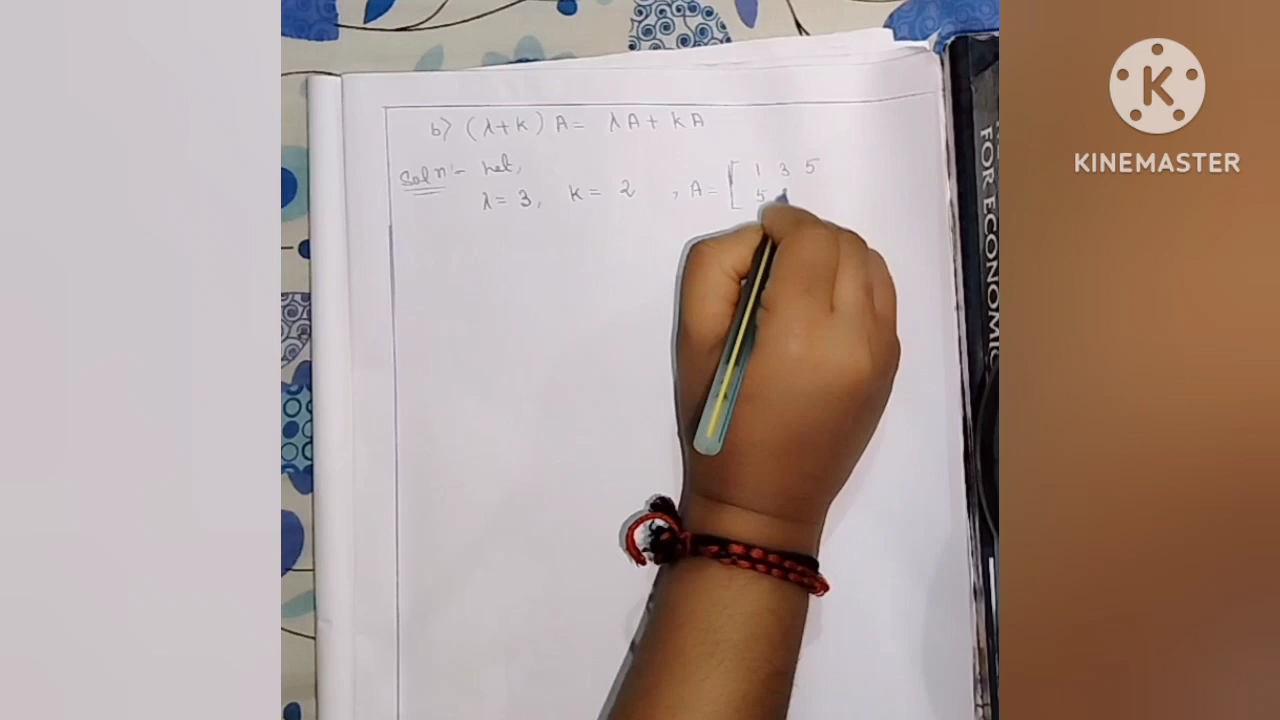 b) (λ+k) A = λA + kA
Solⁿ:- Let,
λ = 3, k = 2, A = [ 1 3 5
5
FOR ECONOMIC
K
KINEMASTER